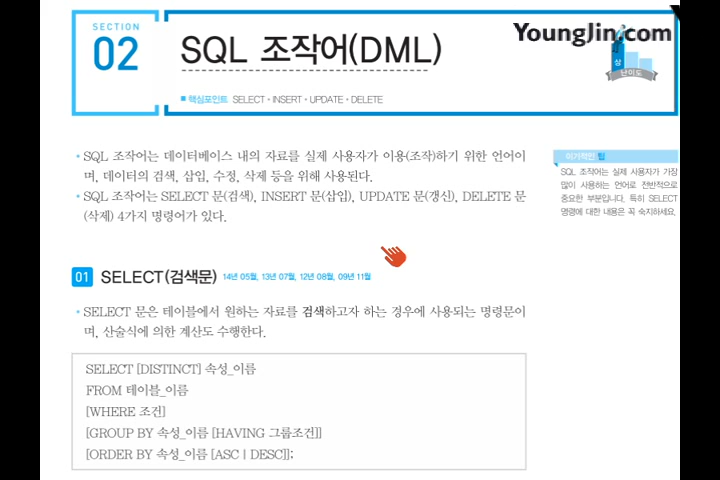 SECTION
02
SQL 조작어(DML)
YoungJin.com
상
난이도
■ 핵심포인트 SELECT • INSERT • UPDATE • DELETE
• SQL 조작어는 데이터베이스 내의 자료를 실제 사용자가 이용(조작)하기 위한 언어이
며, 데이터의 검색, 삽입, 수정, 삭제 등을 위해 사용된다.
• SQL 조작어는 SELECT 문(검색), INSERT 문(삽입), UPDATE 문(갱신), DELETE 문
(삭제) 4가지 명령어가 있다.
이기적인 팁
SQL 조작어는 실제 사용자가 가장
많이 사용하는 언어로 전반적으로
중요한 부분입니다. 특히 SELECT
명령에 대한 내용은 꼭 숙지하세요.
01 SELECT(검색문) 14년 05월, 13년 07월, 12년 08월, 09년 11월
• SELECT 문은 테이블에서 원하는 자료를 검색하고자 하는 경우에 사용되는 명령문이
며, 산술식에 의한 계산도 수행한다.
SELECT [DISTINCT] 속성_이름
FROM 테이블_이름
[WHERE 조건]
[GROUP BY 속성_이름 [HAVING 그룹조건]]
[ORDER BY 속성_이름 [ASC | DESC]];